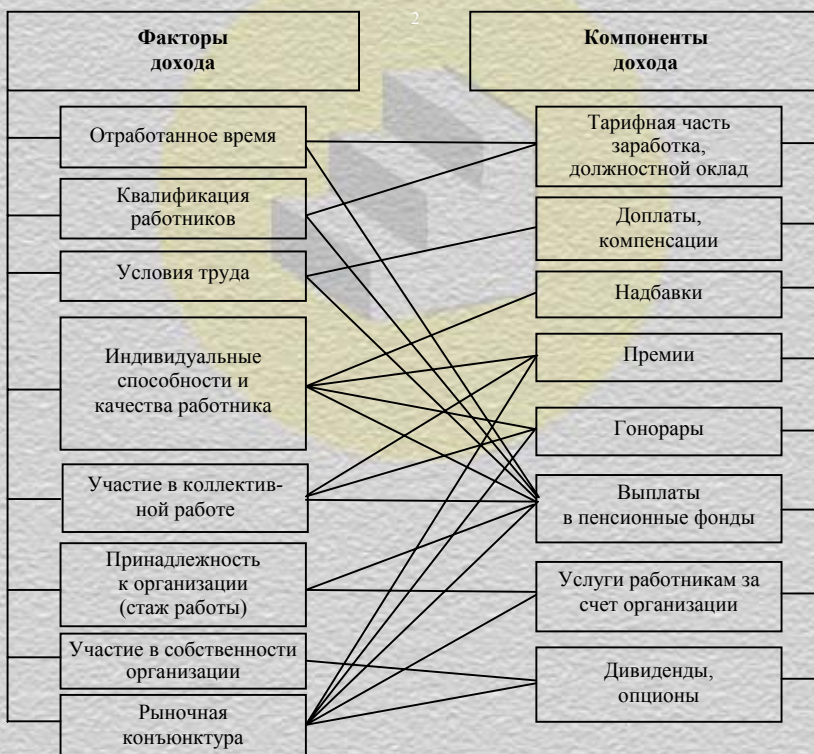 2
Факторы
дохода
Отработанное время
Квалификация
работников
Условия труда
Индивидуальные
способности и
качества работника
Участие в коллектив-
ной работе
Принадлежность
к организации
(стаж работы)
Участие в собственности
организации
Рыночная
конъюнктура
Компоненты
дохода
Тарифная часть
заработка,
должностной оклад
Доплаты,
компенсации
Надбавки
Премии
Гонорары
Выплаты
в пенсионные фонды
Услуги работникам за
счет организации
Дивиденды,
опционы